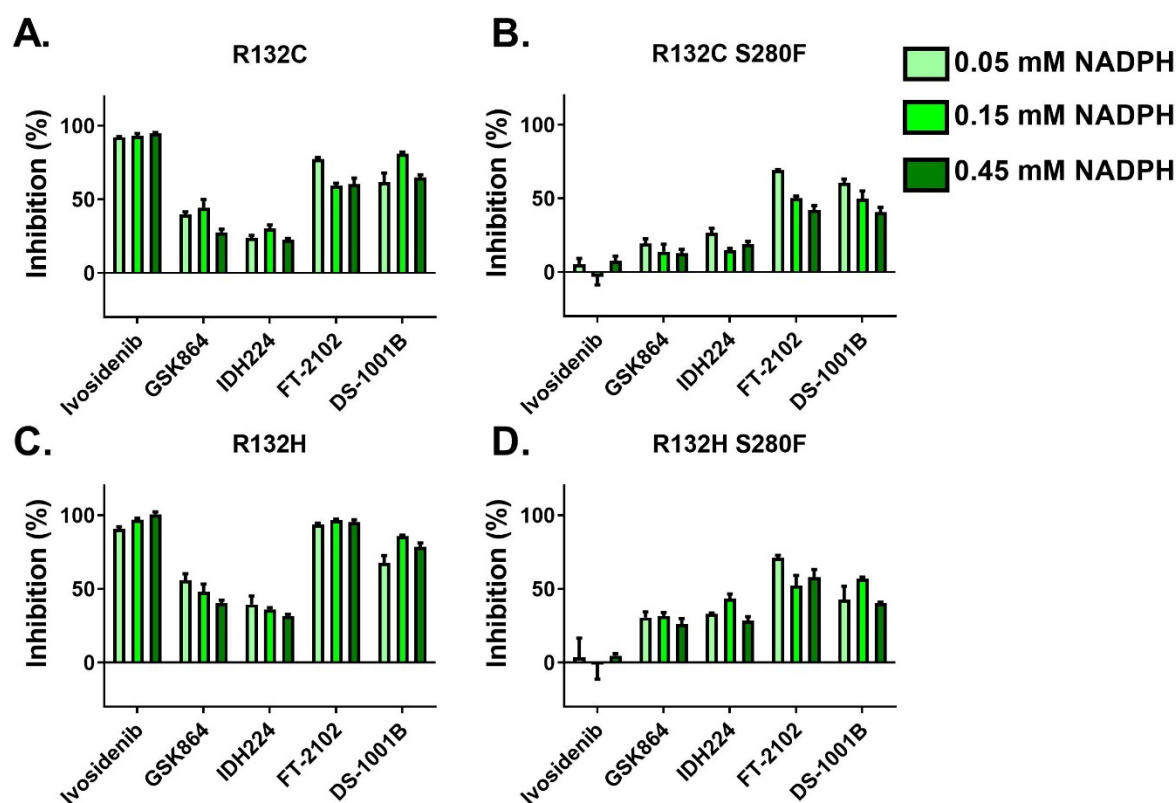 A.
R132C
Inhibition (%)
100
50
0
Ivosidenib
GSK864
IDH224
FT-2102
DS-1001B
B.
R132C S280F
Inhibition (%)
100
50
0
Ivosidenib
GSK864
IDH224
FT-2102
DS-1001B
0.05 mM NADPH
0.15 mM NADPH
0.45 mM NADPH
C.
R132H
Inhibition (%)
100
50
0
Ivosidenib
GSK864
IDH224
FT-2102
DS-1001B
D.
R132H S280F
Inhibition (%)
100
50
0
Ivosidenib
GSK864
IDH224
FT-2102
DS-1001B